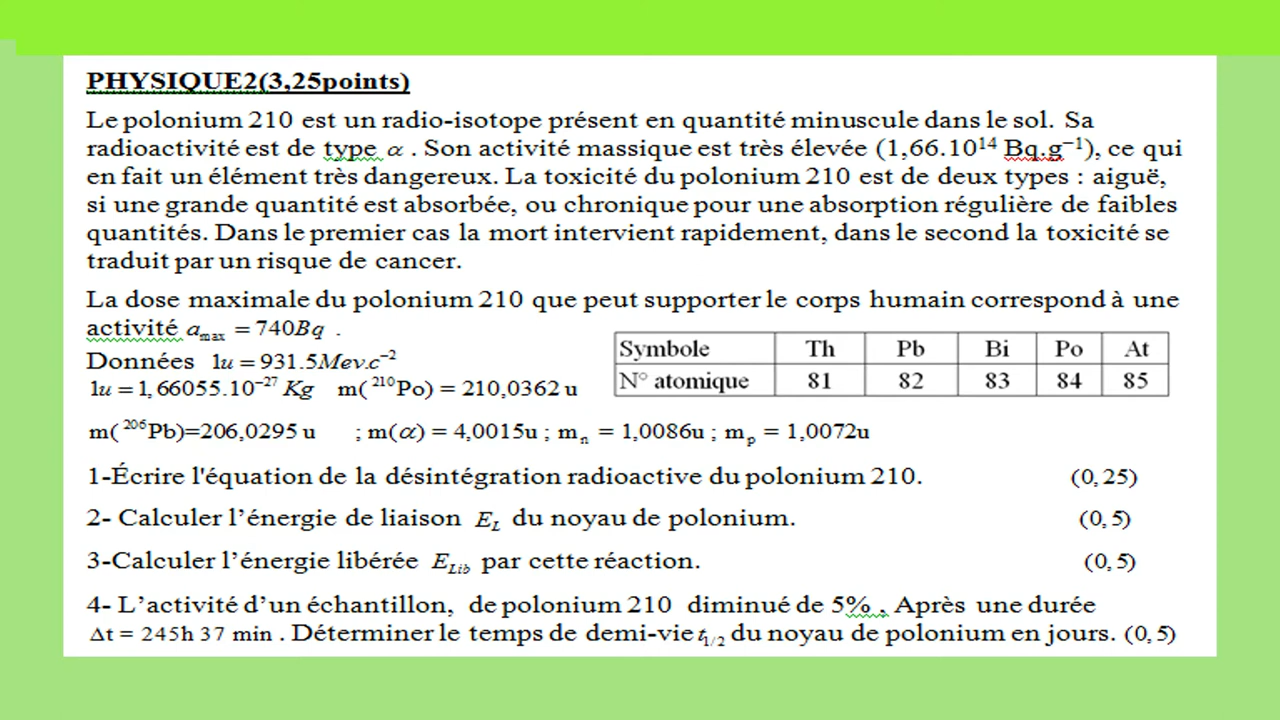 PHYSIQUE2(3,25points)
Le polonium 210 est un radio-isotope présent en quantité minuscule dans le sol. Sa
radioactivité est de type α . Son activité massique est très élevée (1,66.10¹⁴ Bq.g⁻¹), ce qui
en fait un élément très dangereux. La toxicité du polonium 210 est de deux types : aiguë,
si une grande quantité est absorbée, ou chronique pour une absorption régulière de faibles
quantités. Dans le premier cas la mort intervient rapidement, dans le second la toxicité se
traduit par un risque de cancer.
La dose maximale du polonium 210 que peut supporter le corps humain correspond à une
activité a_max = 740Bq .
Données 1u = 931.5Mev.c⁻²
1u = 1,66055.10⁻²⁷ Kg m(²¹⁰Po) = 210,0362 u
Symbole Th Pb Bi Po At
N° atomique 81 82 83 84 85
m(²⁰⁶Pb)=206,0295 u ; m(α) = 4,0015u ; m_n = 1,0086u ; m_p = 1,0072u
1-Écrire l'équation de la désintégration radioactive du polonium 210. (0,25)
2- Calculer l’énergie de liaison E_L du noyau de polonium. (0,5)
3-Calculer l’énergie libérée E_Lib par cette réaction. (0,5)
4- L’activité d’un échantillon, de polonium 210 diminué de 5% , Après une durée
Δt = 245h 37 min . Déterminer le temps de demi-vie t_1/2 du noyau de polonium en jours. (0,5)